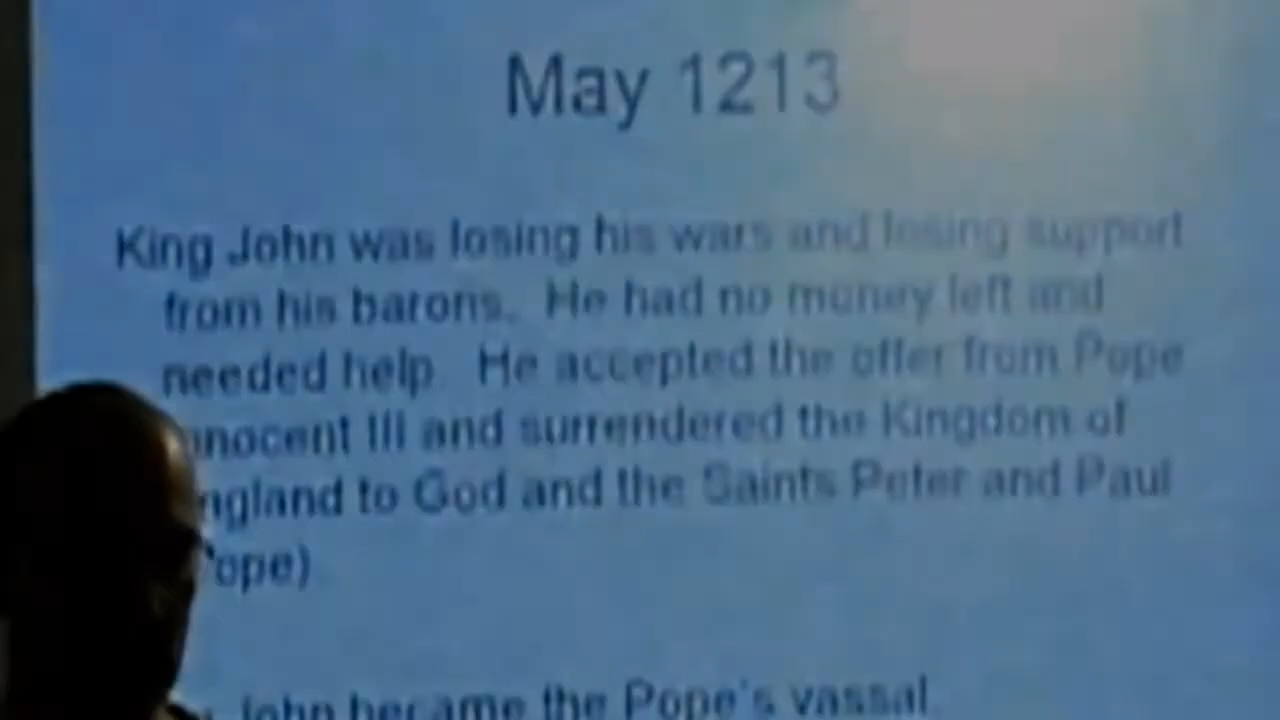 May 1213
King John was losing his wars and losing support
from his barons. He had no money left and
needed help. He accepted the offer from Pope
nnocent III and surrendered the Kingdom of
ngland to God and the Saints Peter and Paul
ope)
John became the Pope's vassal.